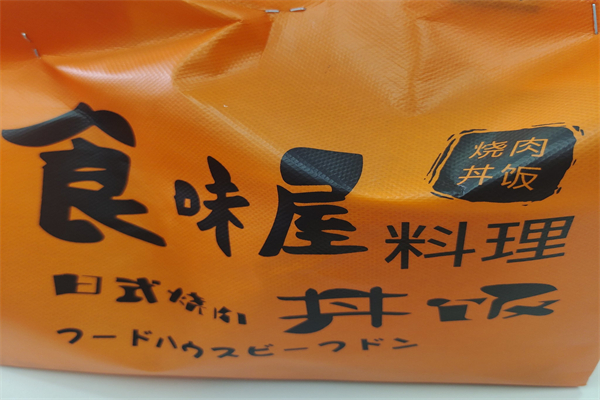 食味屋料理
烧肉
丼饭
日式烧肉丼饭
フードハウスビーフドン